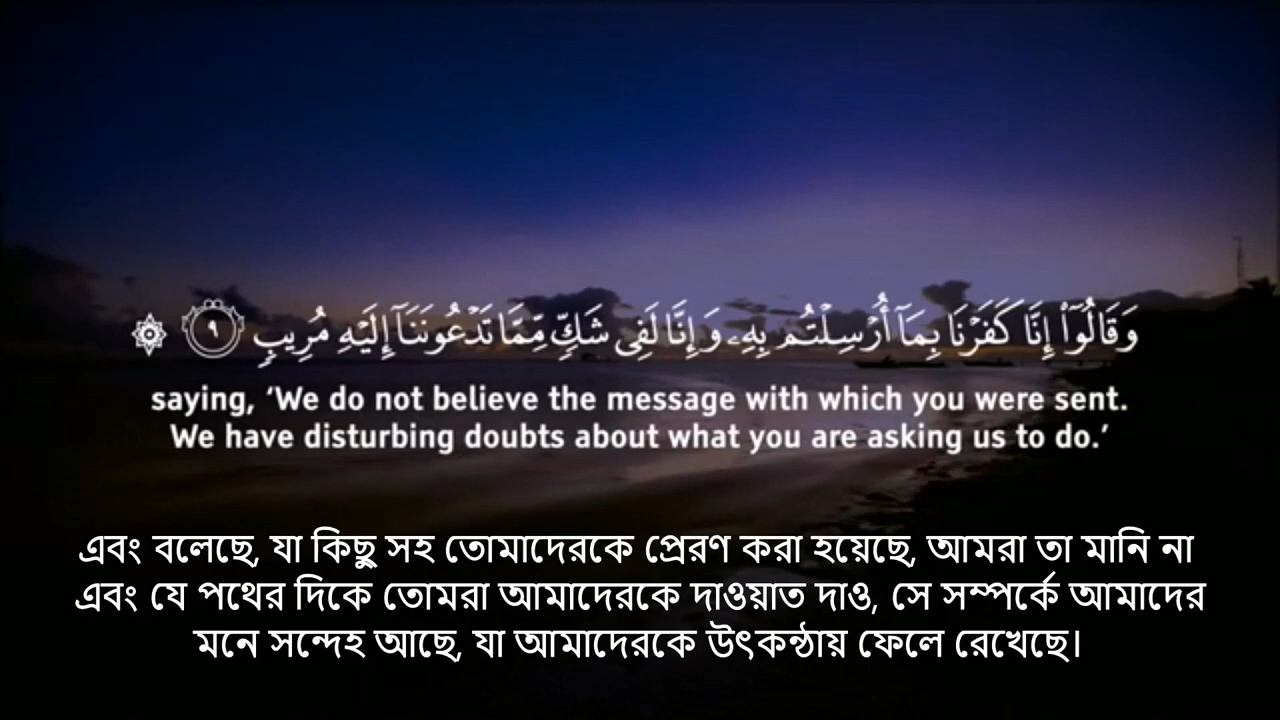 وَقَالُوٓا۟ إِنَّا كَفَرْنَا بِمَآ أُرْسِلْتُم بِهِۦ وَإِنَّا لَفِى شَكٍّ مِّمَّا تَدْعُونَنَآ إِلَيْهِ مُرِيبٍ ٩ ۞
saying, ‘We do not believe the message with which you were sent.
We have disturbing doubts about what you are asking us to do.’
এবং বলেছে, যা কিছু সহ তোমাদেরকে প্রেরণ করা হয়েছে, আমরা তা মানি না
এবং যে পথের দিকে তোমরা আমাদেরকে দাওয়াত দাও, সে সম্পর্কে আমাদের
মনে সন্দেহ আছে, যা আমাদেরকে উৎকন্ঠায় ফেলে রেখেছে।